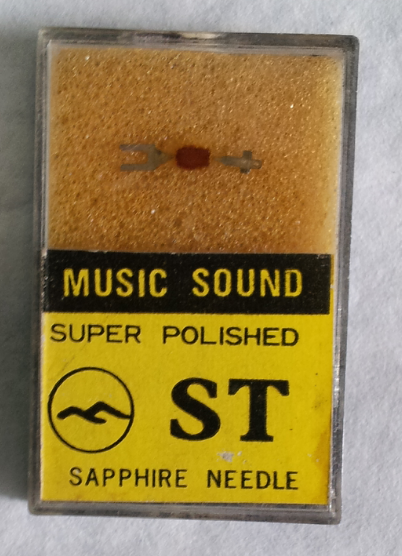 MUSIC SOUND
SUPER POLISHED
ST
SAPPHIRE NEEDLE